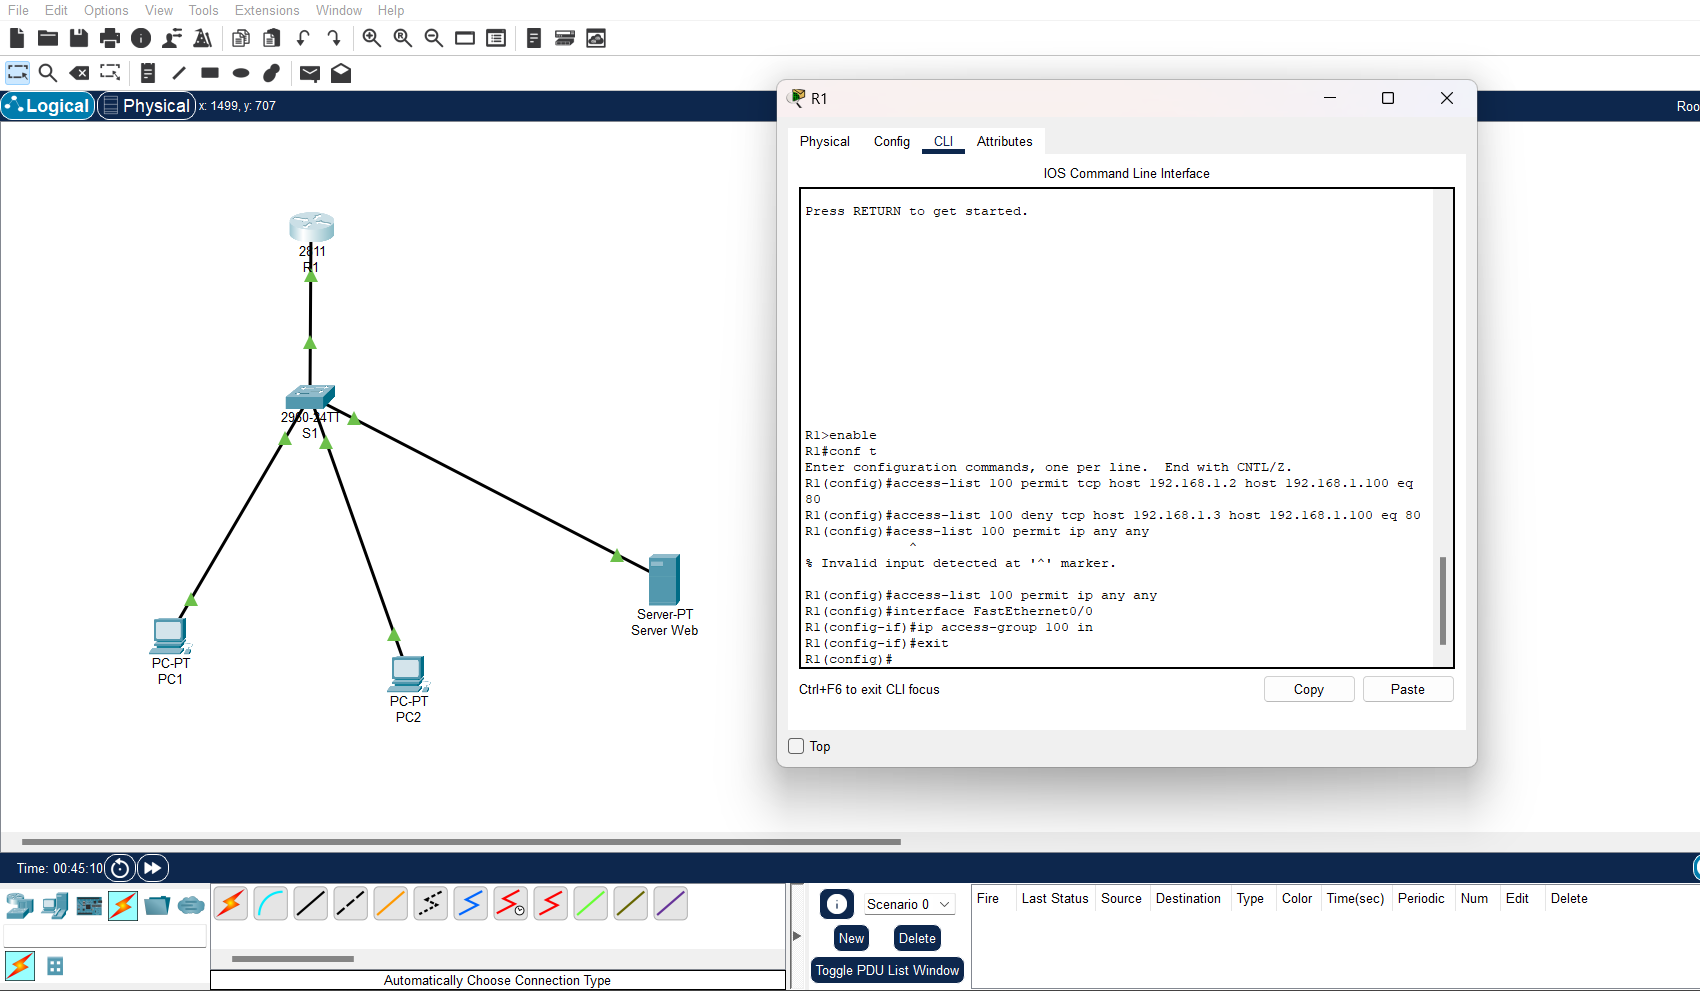 File Edit Options View Tools Extensions Window Help
Logical Physical x: 1499, y: 707
2811
R1
2960-24TT
S1
Server-PT
Server Web
PC-PT
PC1
PC-PT
PC2
R1
Physical Config CLI Attributes
IOS Command Line Interface
Press RETURN to get started.
R1>enable
R1#conf t
Enter configuration commands, one per line.  End with CNTL/Z.
R1(config)#access-list 100 permit tcp host 192.168.1.2 host 192.168.1.100 eq
80
R1(config)#access-list 100 deny tcp host 192.168.1.3 host 192.168.1.100 eq 80
R1(config)#acess-list 100 permit ip any any
^
% Invalid input detected at '^' marker.
R1(config)#access-list 100 permit ip any any
R1(config)#interface FastEthernet0/0
R1(config-if)#ip access-group 100 in
R1(config-if)#exit
R1(config)#
Ctrl+F6 to exit CLI focus
Copy Paste
Top
Time: 00:45:10
Scenario 0
New Delete
Toggle PDU List Window
Fire Last Status Source Destination Type Color Time(sec) Periodic Num Edit Delete
Automatically Choose Connection Type